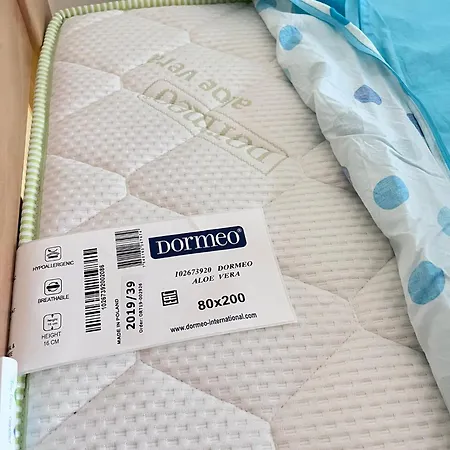 aloe vera
DORMEO
DORMEO
102673920 DORMEO
ALOE VERA
80x200
www.dormeo-international.com
HYPOALLERGENIC
BREATHABLE
HEIGHT
16 CM
MADE IN POLAND
2019/39